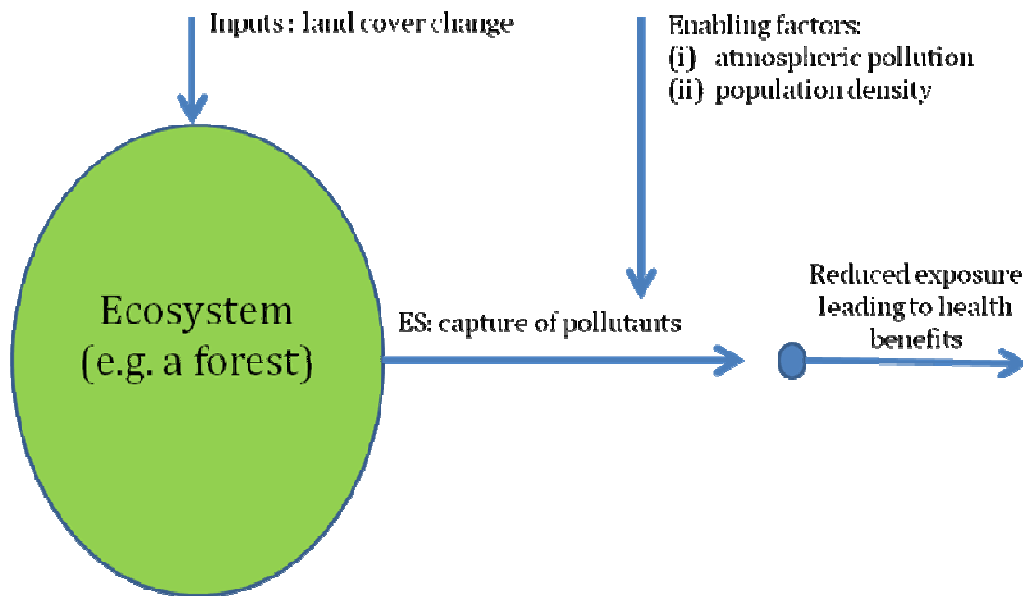 Inputs : land cover change
Enabling factors:
(i) atmospheric pollution
(ii) population density
Ecosystem
(e.g. a forest)
ES: capture of pollutants
Reduced exposure
leading to health
benefits